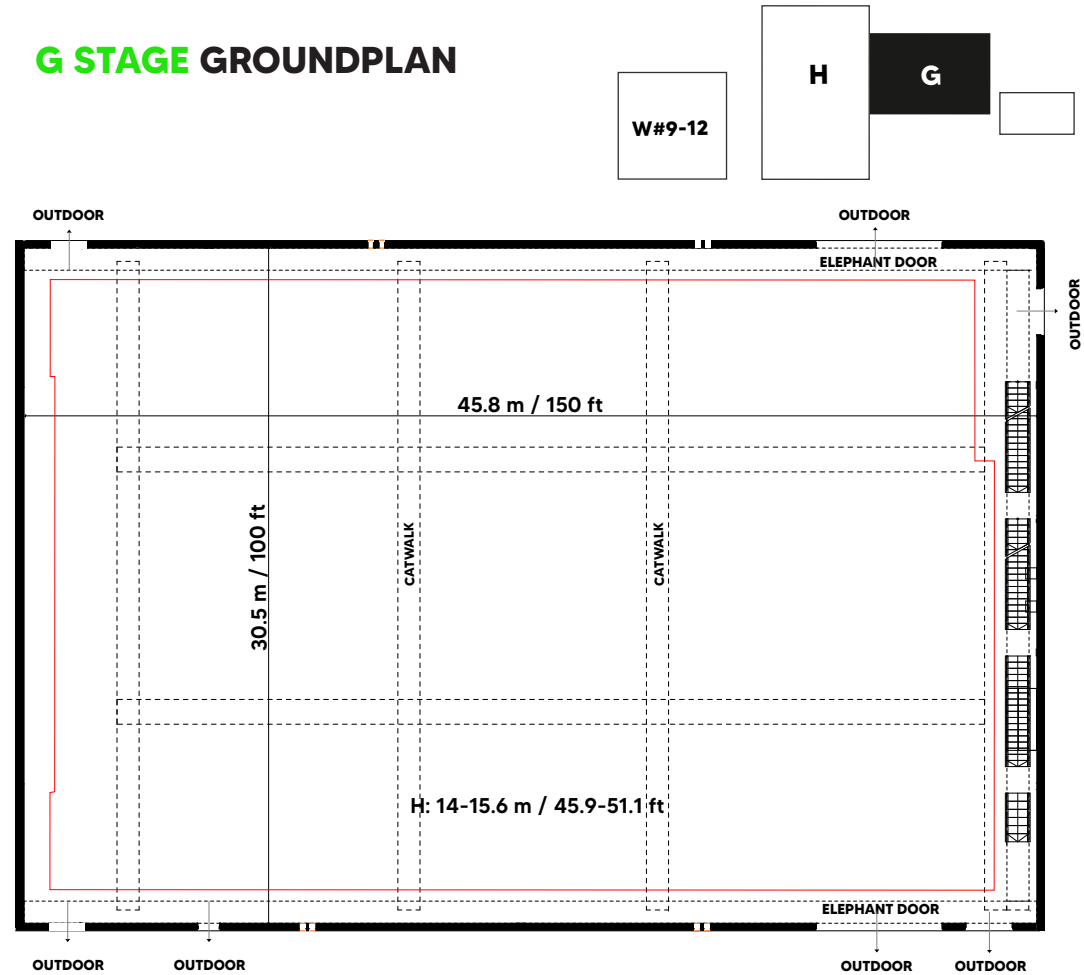 G STAGE GROUNDPLAN
H
G
W#9-12
OUTDOOR
OUTDOOR
ELEPHANT DOOR
OUTDOOR
45.8 m / 150 ft
30.5 m / 100 ft
CATWALK
CATWALK
H: 14-15.6 m / 45.9-51.1 ft
ELEPHANT DOOR
OUTDOOR
OUTDOOR
OUTDOOR
OUTDOOR